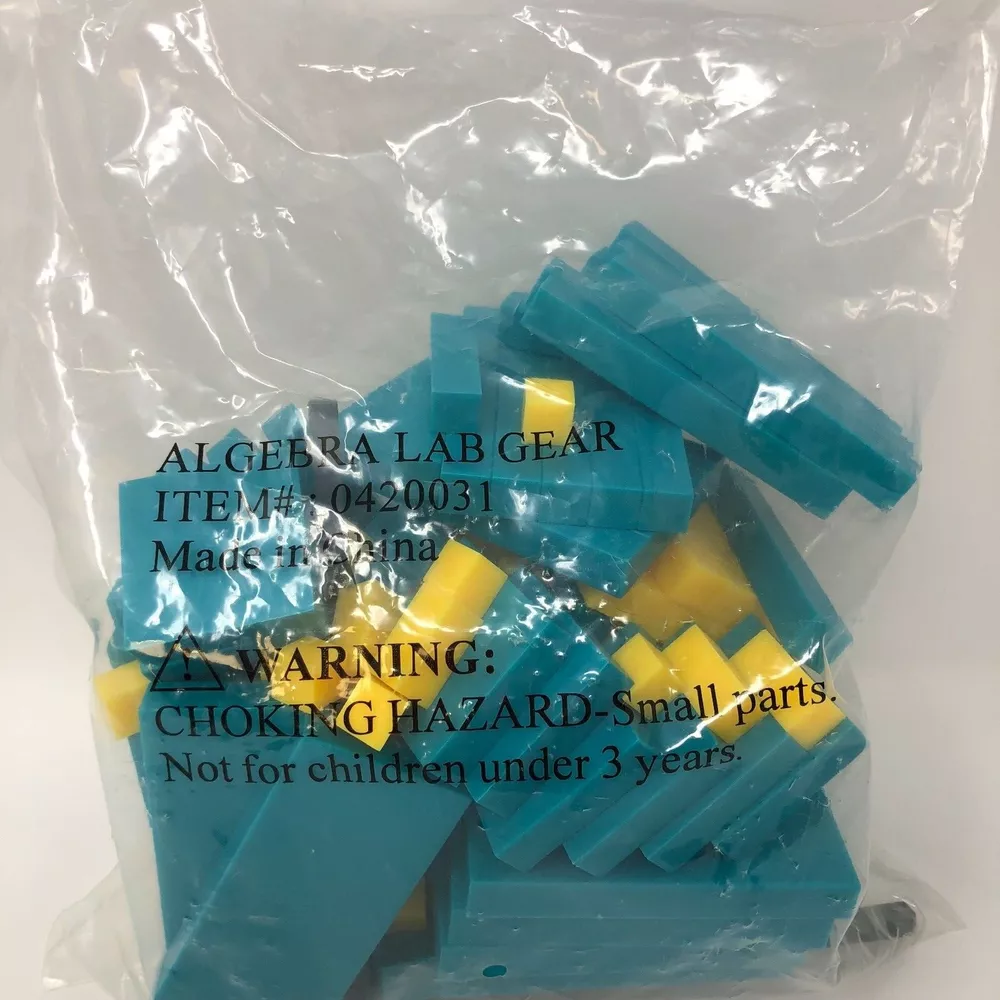 ALGEBRA LAB GEAR
ITEM# : 0420031
Made in China
WARNING:
CHOKING HAZARD-Small parts.
Not for children under 3 years.